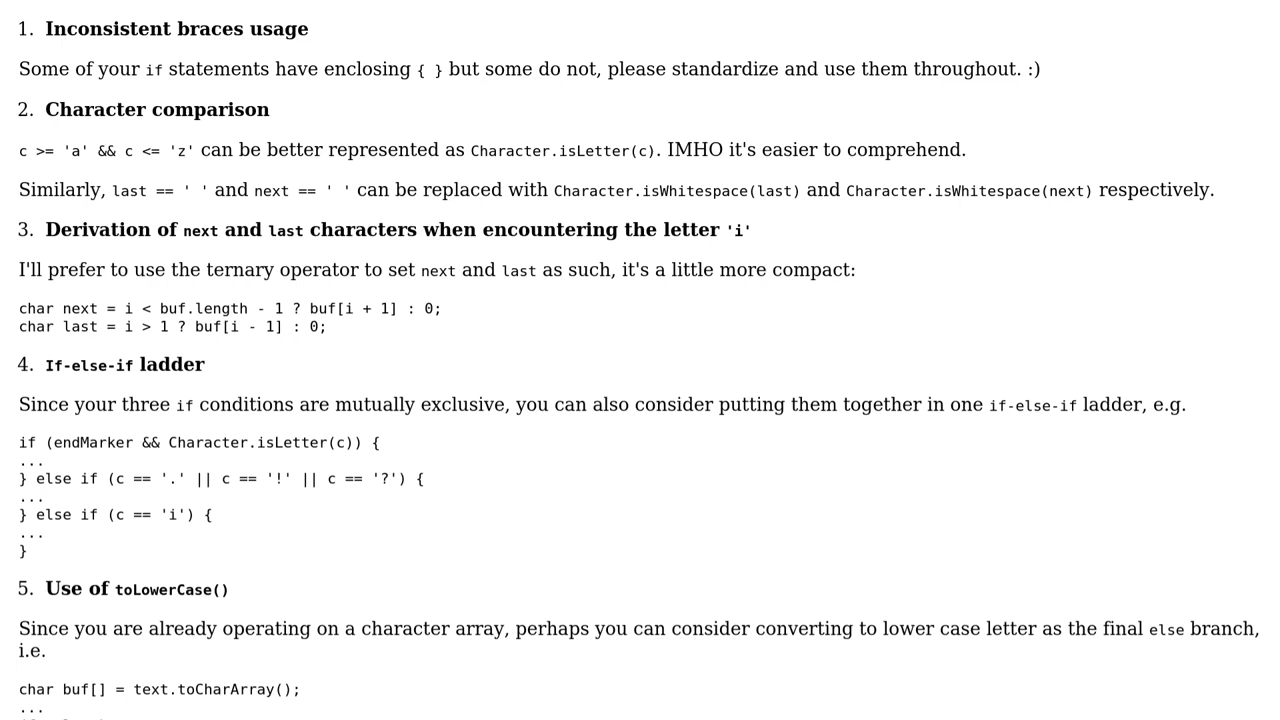 1. Inconsistent braces usage
Some of your if statements have enclosing { } but some do not, please standardize and use them throughout. :)
2. Character comparison
c >= 'a' && c <= 'z' can be better represented as Character.isLetter(c). IMHO it's easier to comprehend.
Similarly, last == ' ' and next == ' ' can be replaced with Character.isWhitespace(last) and Character.isWhitespace(next) respectively.
3. Derivation of next and last characters when encountering the letter 'i'
I'll prefer to use the ternary operator to set next and last as such, it's a little more compact:
char next = i < buf.length - 1 ? buf[i + 1] : 0;
char last = i > 1 ? buf[i - 1] : 0;
4. If-else-if ladder
Since your three if conditions are mutually exclusive, you can also consider putting them together in one if-else-if ladder, e.g.
if (endMarker && Character.isLetter(c)) {
...
} else if (c == '.' || c == '!' || c == '?') {
...
} else if (c == 'i') {
...
}
5. Use of toLowerCase()
Since you are already operating on a character array, perhaps you can consider converting to lower case letter as the final else branch,
i.e.
char buf[] = text.toCharArray();
...